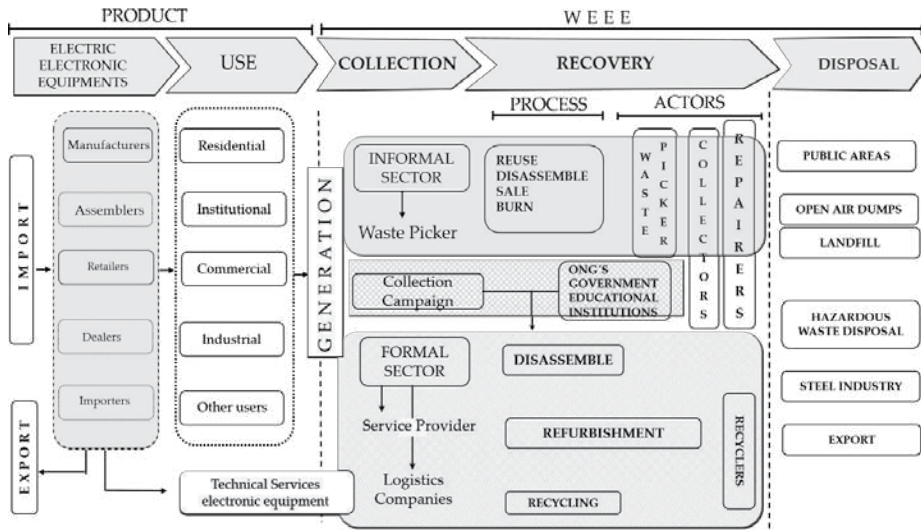 PRODUCT
W E E E
ELECTRIC
ELECTRONIC
EQUIPMENTS
USE
COLLECTION
RECOVERY
DISPOSAL
PROCESS
ACTORS
IMPORT
EXPORT
Manufacturers
Assemblers
Retailers
Dealers
Importers
Residential
Institutional
Commercial
Industrial
Other users
Technical Services
electronic equipment
GENERATION
INFORMAL
SECTOR
Waste Picker
REUSE
DISASSEMBLE
SALE
BURN
WASTE
PICKER
COLLECTORS
REPAIRERS
Collection
Campaign
ONG´S
GOVERNMENT
EDUCATIONAL
INSTITUTIONS
FORMAL
SECTOR
Service Provider
Logistics
Companies
DISASSEMBLE
REFURBISHMENT
RECYCLING
RECYCLERS
PUBLIC AREAS
OPEN AIR DUMPS
LANDFILL
HAZARDOUS
WASTE DISPOSAL
STEEL INDUSTRY
EXPORT